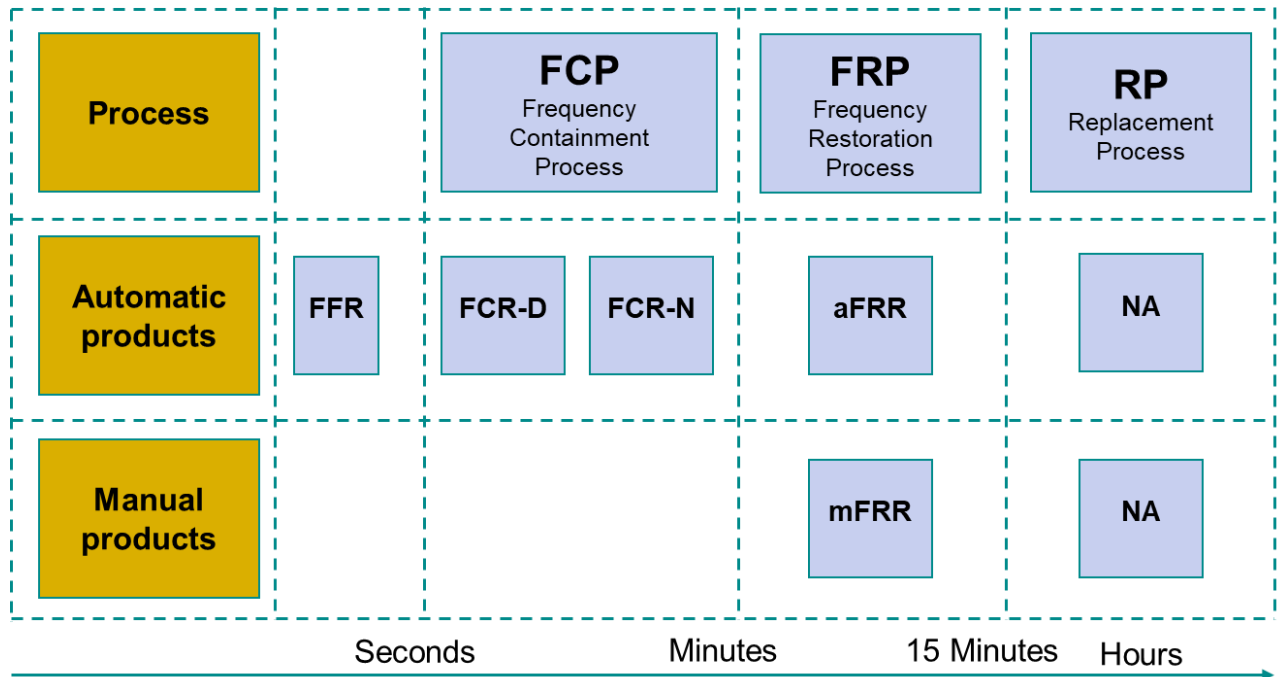 Process
FCP
Frequency
Containment
Process
FRP
Frequency
Restoration
Process
RP
Replacement
Process
Automatic
products
FFR
FCR-D
FCR-N
aFRR
NA
Manual
products
mFRR
NA
Seconds
Minutes
15 Minutes
Hours